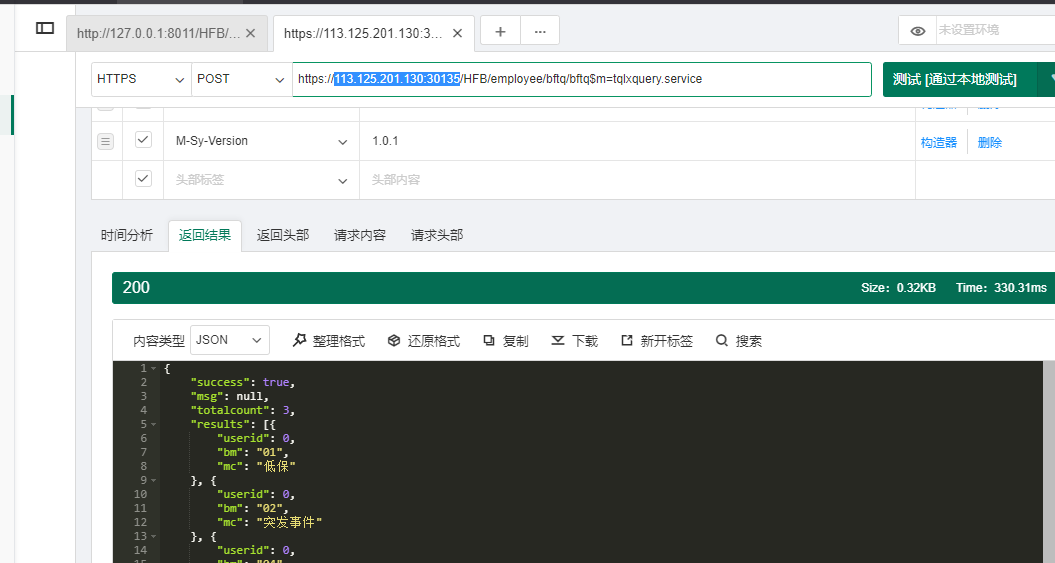 http://127.0.0.1:8011/HFB/...
https://113.125.201.130:3...
+
...
未设置环境
HTTPS
POST
https://113.125.201.130:30135/HFB/employee/bftq/bftq$m=tqlxquery.service
测试 [通过本地测试]
M-Sy-Version
1.0.1
构造器
删除
头部标签
头部内容
时间分析
返回结果
返回头部
请求内容
请求头部
200
Size：0.32KB
Time：330.31ms
内容类型
JSON
整理格式
还原格式
复制
下载
新开标签
搜索
1 {
2 "success": true,
3 "msg": null,
4 "totalcount": 3,
5 "results": [{
6 "userid": 0,
7 "bm": "01",
8 "mc": "低保"
9 }, {
10 "userid": 0,
11 "bm": "02",
12 "mc": "突发事件"
13 }, {
14 "userid": 0,